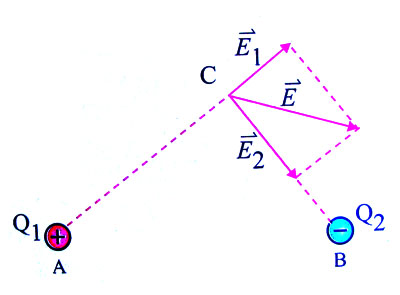 E⃗₁
C
E⃗
E⃗₂
Q₁
+
A
Q₂
−
B